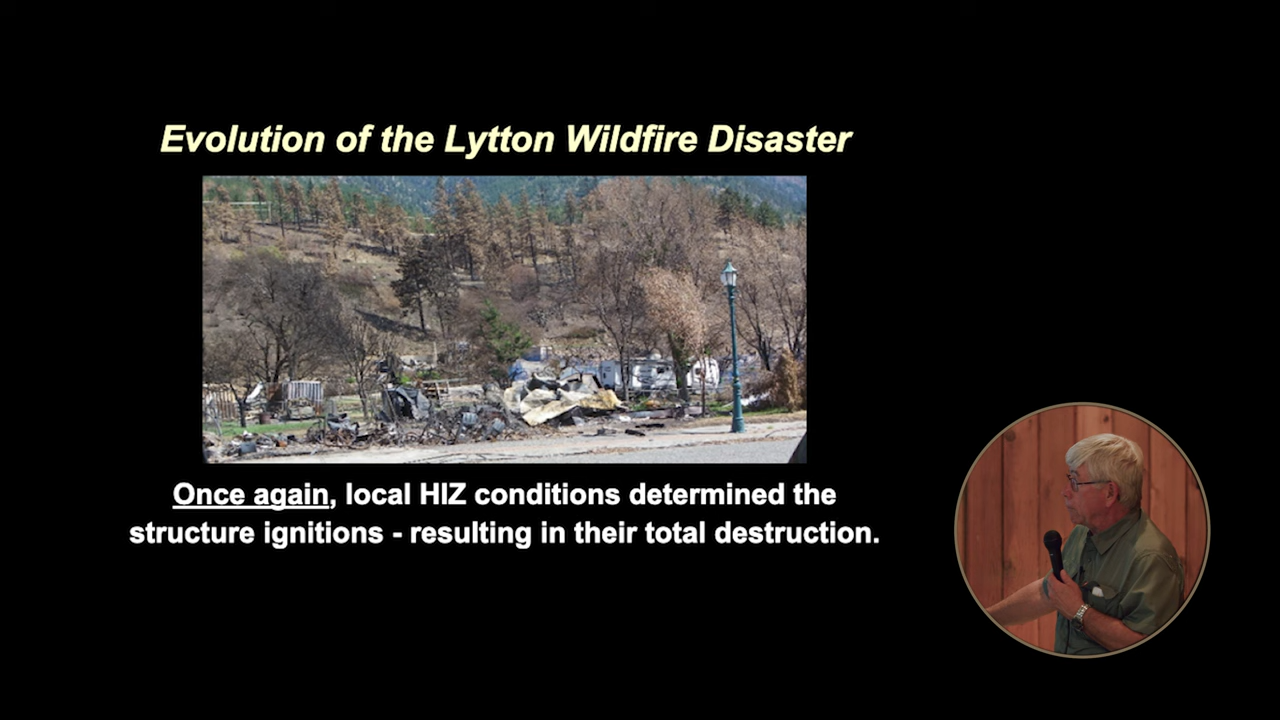 Evolution of the Lytton Wildfire Disaster
Once again, local HIZ conditions determined the
structure ignitions - resulting in their total destruction.